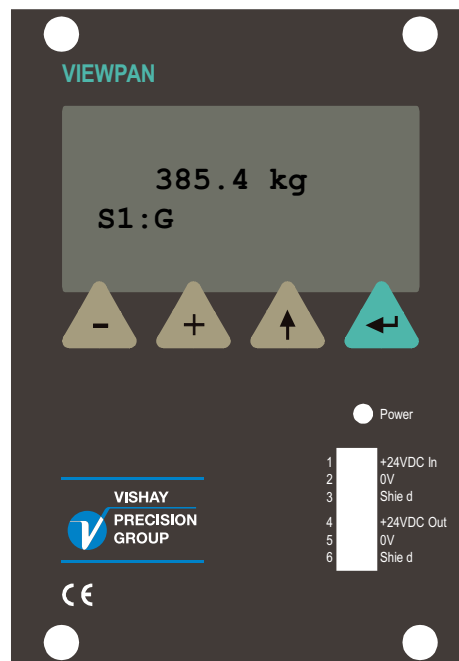 VIEWPAN
385.4 kg
S1:G
- +
Power
1 +24VDC In
2 0V
3 Shie d
4 +24VDC Out
5 0V
6 Shie d
VISHAY
PRECISION
GROUP
CE